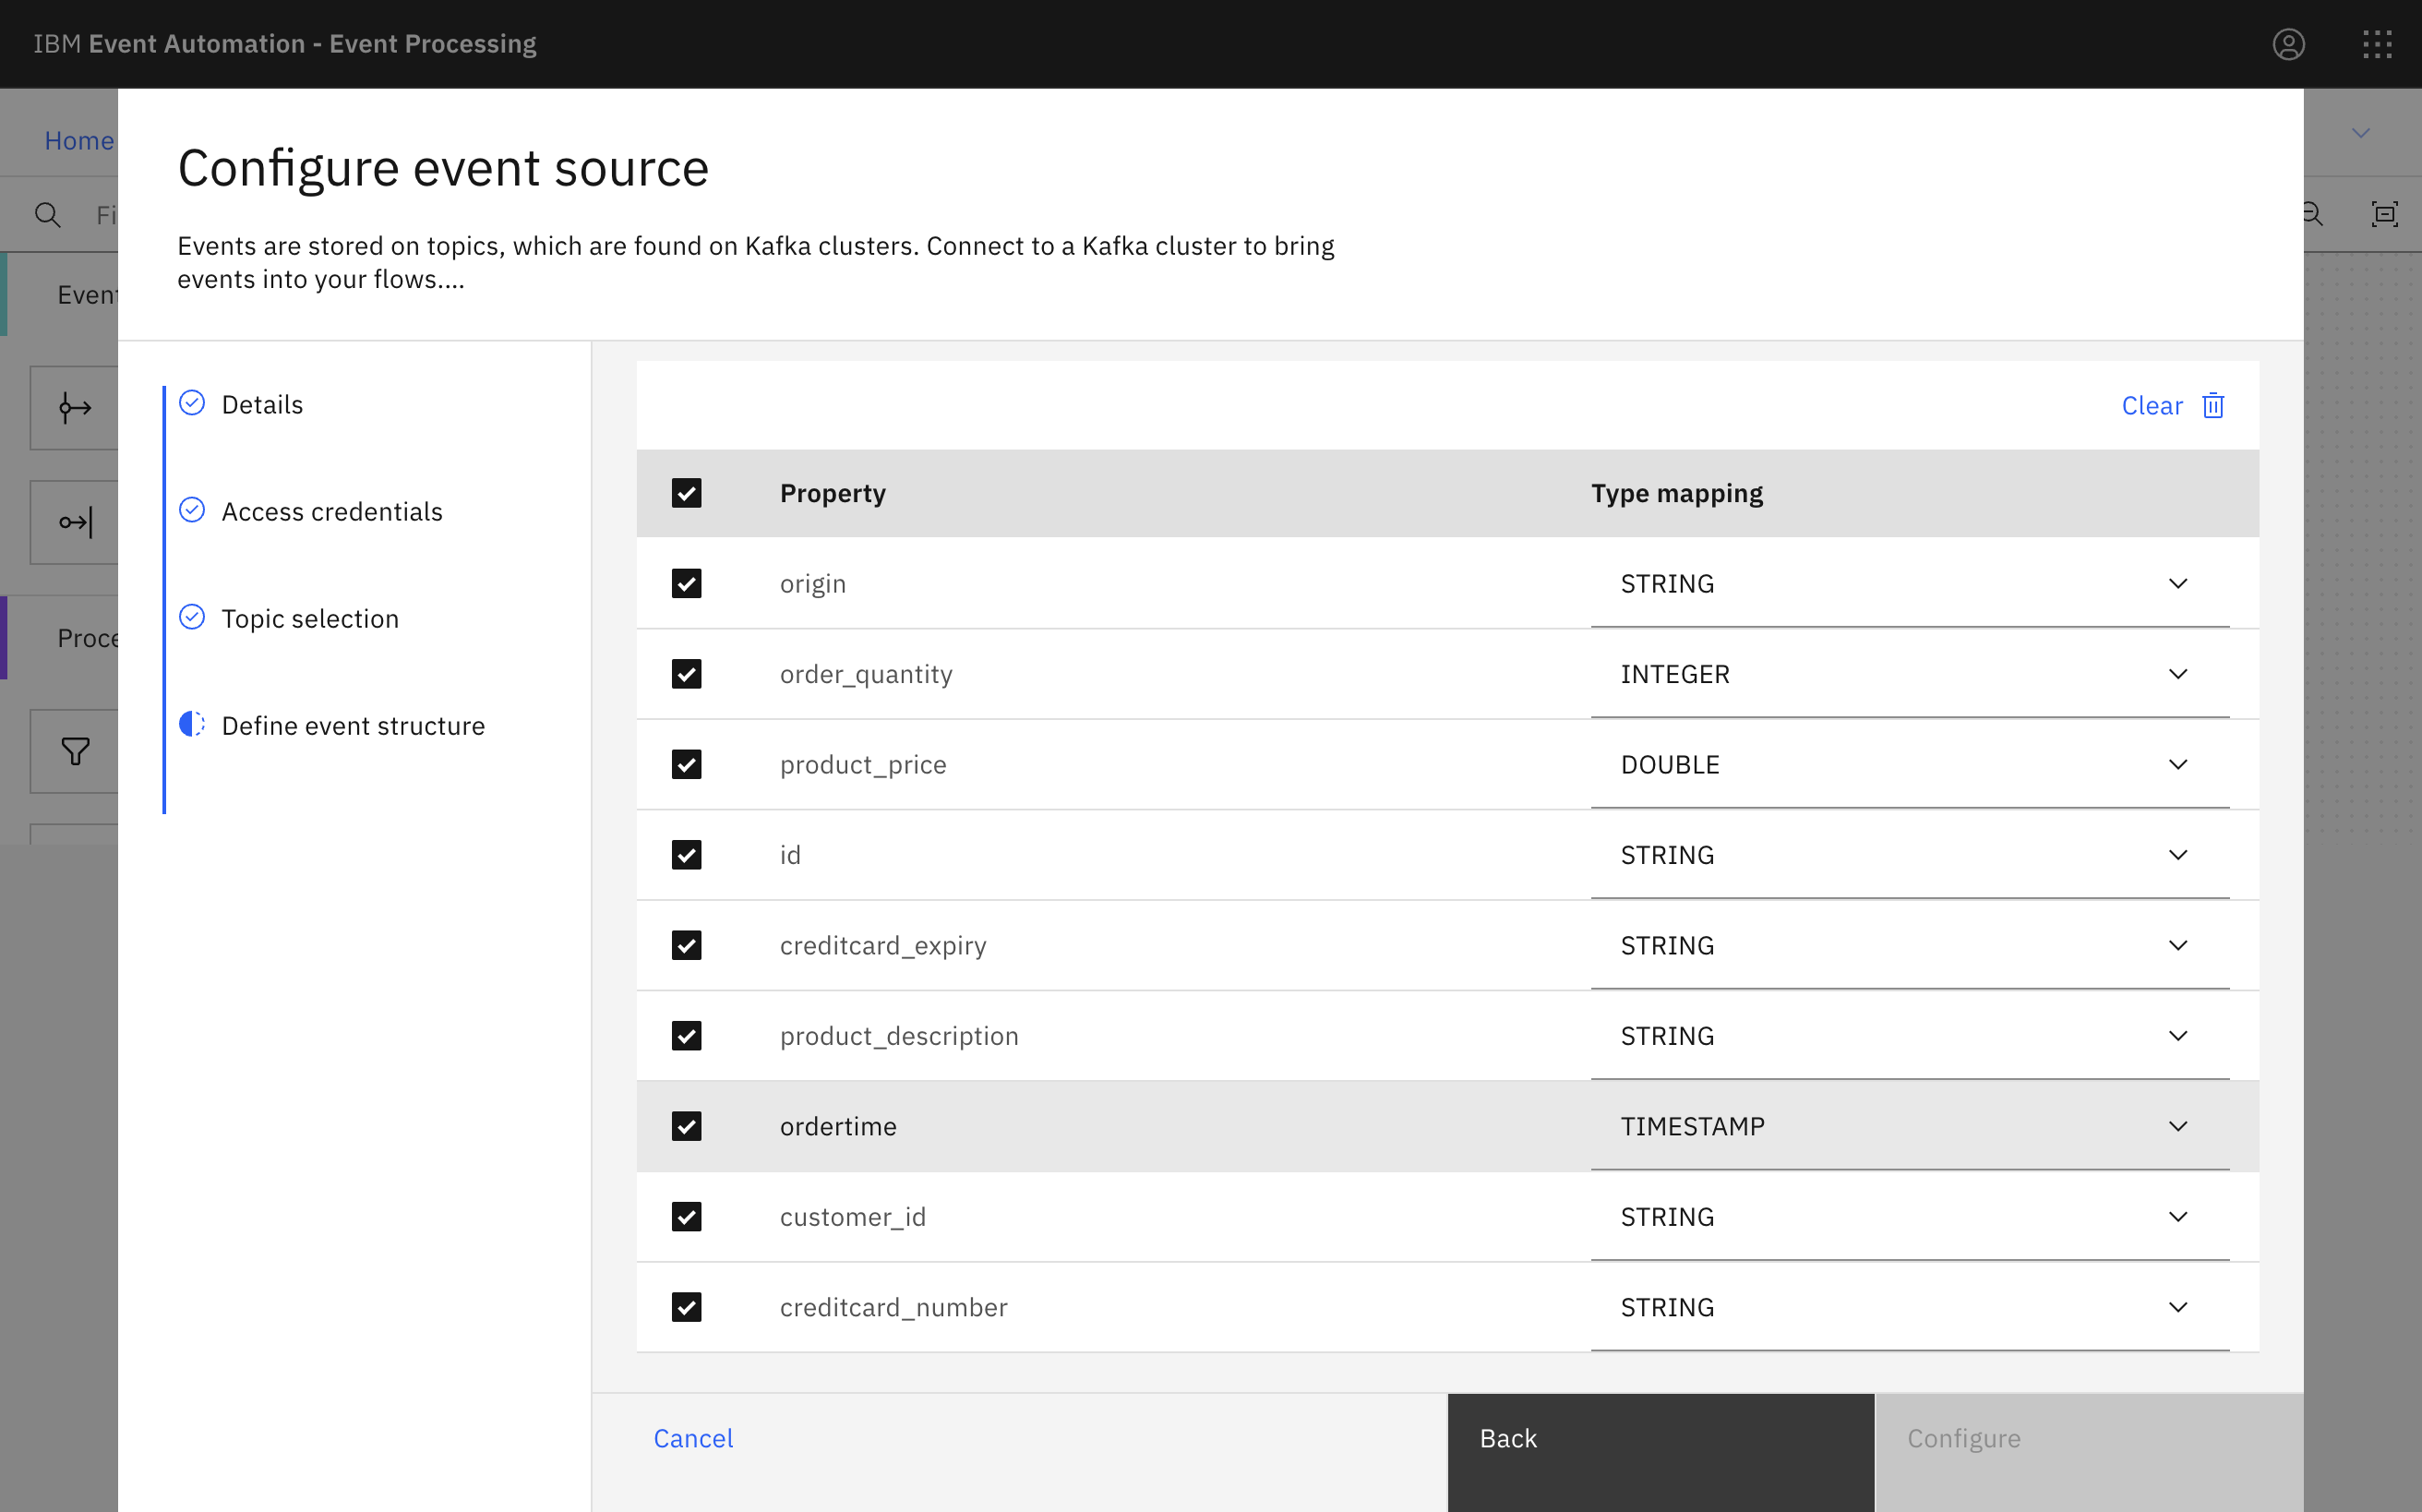 IBM Event Automation - Event Processing
Home
Fi
Event
Proce
Configure event source
Events are stored on topics, which are found on Kafka clusters. Connect to a Kafka cluster to bring
events into your flows....
Details
Access credentials
Topic selection
Define event structure
Clear
Property Type mapping
origin STRING
order_quantity INTEGER
product_price DOUBLE
id STRING
creditcard_expiry STRING
product_description STRING
ordertime TIMESTAMP
customer_id STRING
creditcard_number STRING
Cancel Back Configure